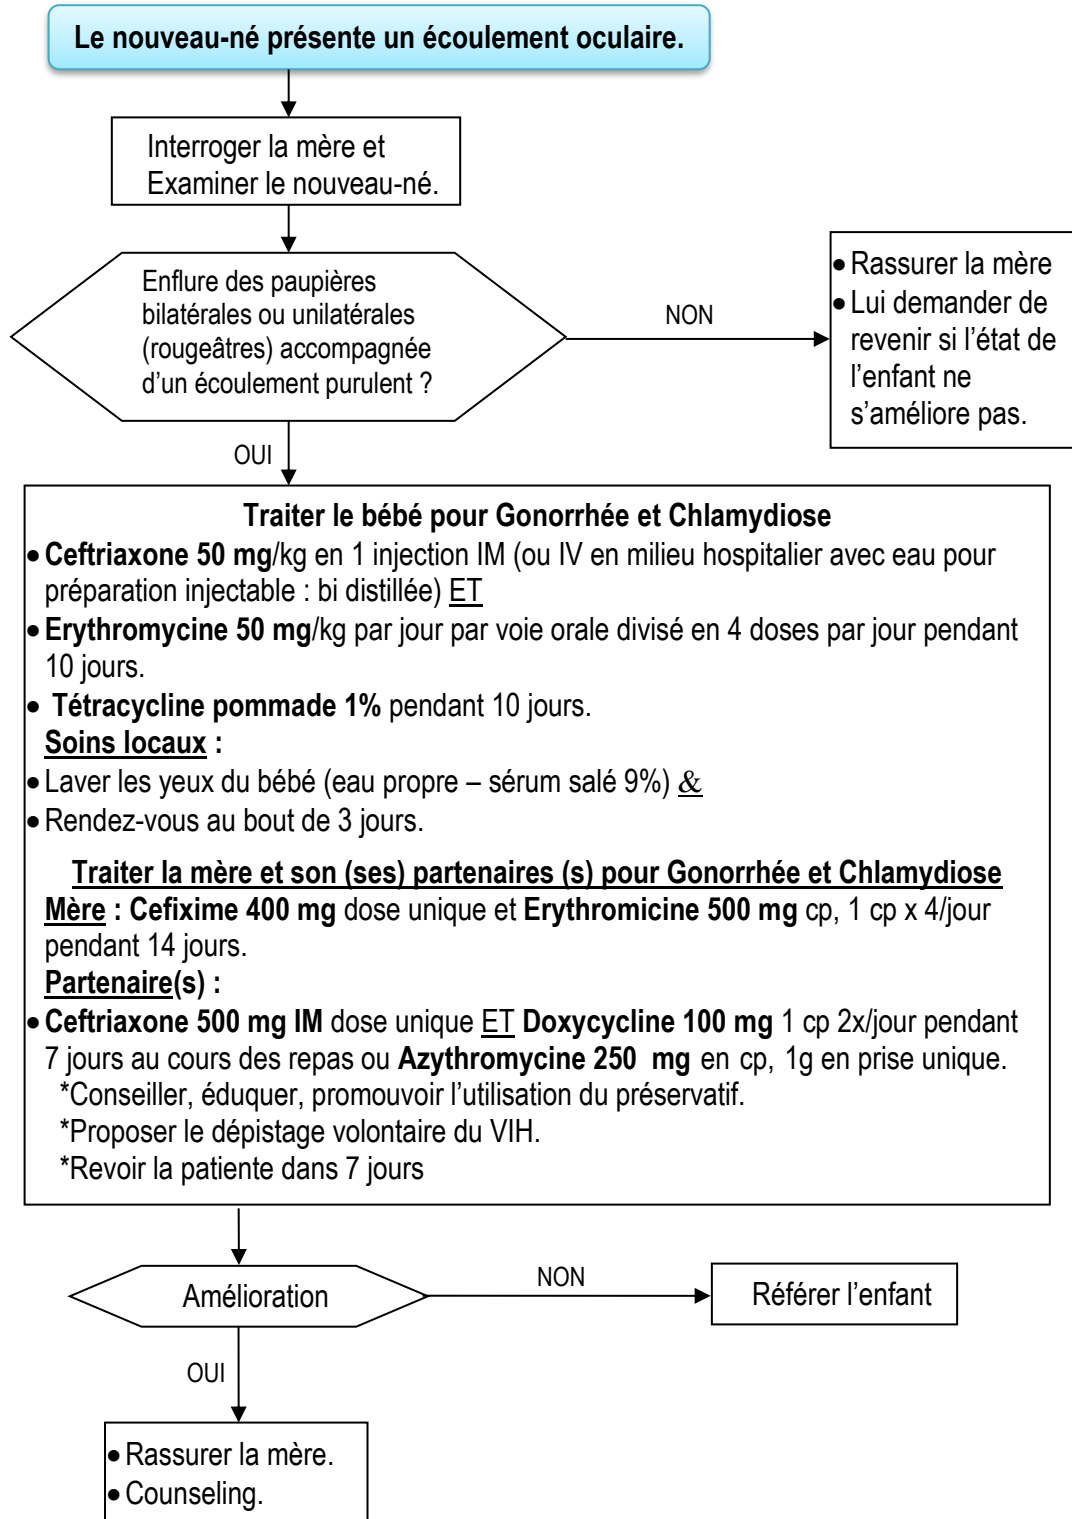 Le nouveau-né présente un écoulement oculaire.
Interroger la mère et
Examiner le nouveau-né.
Enflure des paupières
bilatérales ou unilatérales
(rougeâtres) accompagnée
d’un écoulement purulent ?
NON
• Rassurer la mère
• Lui demander de
revenir si l’état de
l’enfant ne
s’améliore pas.
OUI
Traiter le bébé pour Gonorrhée et Chlamydiose
• Ceftriaxone 50 mg/kg en 1 injection IM (ou IV en milieu hospitalier avec eau pour
préparation injectable : bi distillée) ET
• Erythromycine 50 mg/kg par jour par voie orale divisé en 4 doses par jour pendant
10 jours.
• Tétracycline pommade 1% pendant 10 jours.
Soins locaux :
• Laver les yeux du bébé (eau propre – sérum salé 9%) &
• Rendez-vous au bout de 3 jours.
Traiter la mère et son (ses) partenaires (s) pour Gonorrhée et Chlamydiose
Mère : Cefixime 400 mg dose unique et Erythromicine 500 mg cp, 1 cp x 4/jour
pendant 14 jours.
Partenaire(s) :
• Ceftriaxone 500 mg IM dose unique ET Doxycycline 100 mg 1 cp 2x/jour pendant
7 jours au cours des repas ou Azythromycine 250 mg en cp, 1g en prise unique.
*Conseiller, éduquer, promouvoir l’utilisation du préservatif.
*Proposer le dépistage volontaire du VIH.
*Revoir la patiente dans 7 jours
Amélioration
NON
Référer l’enfant
OUI
• Rassurer la mère.
• Counseling.